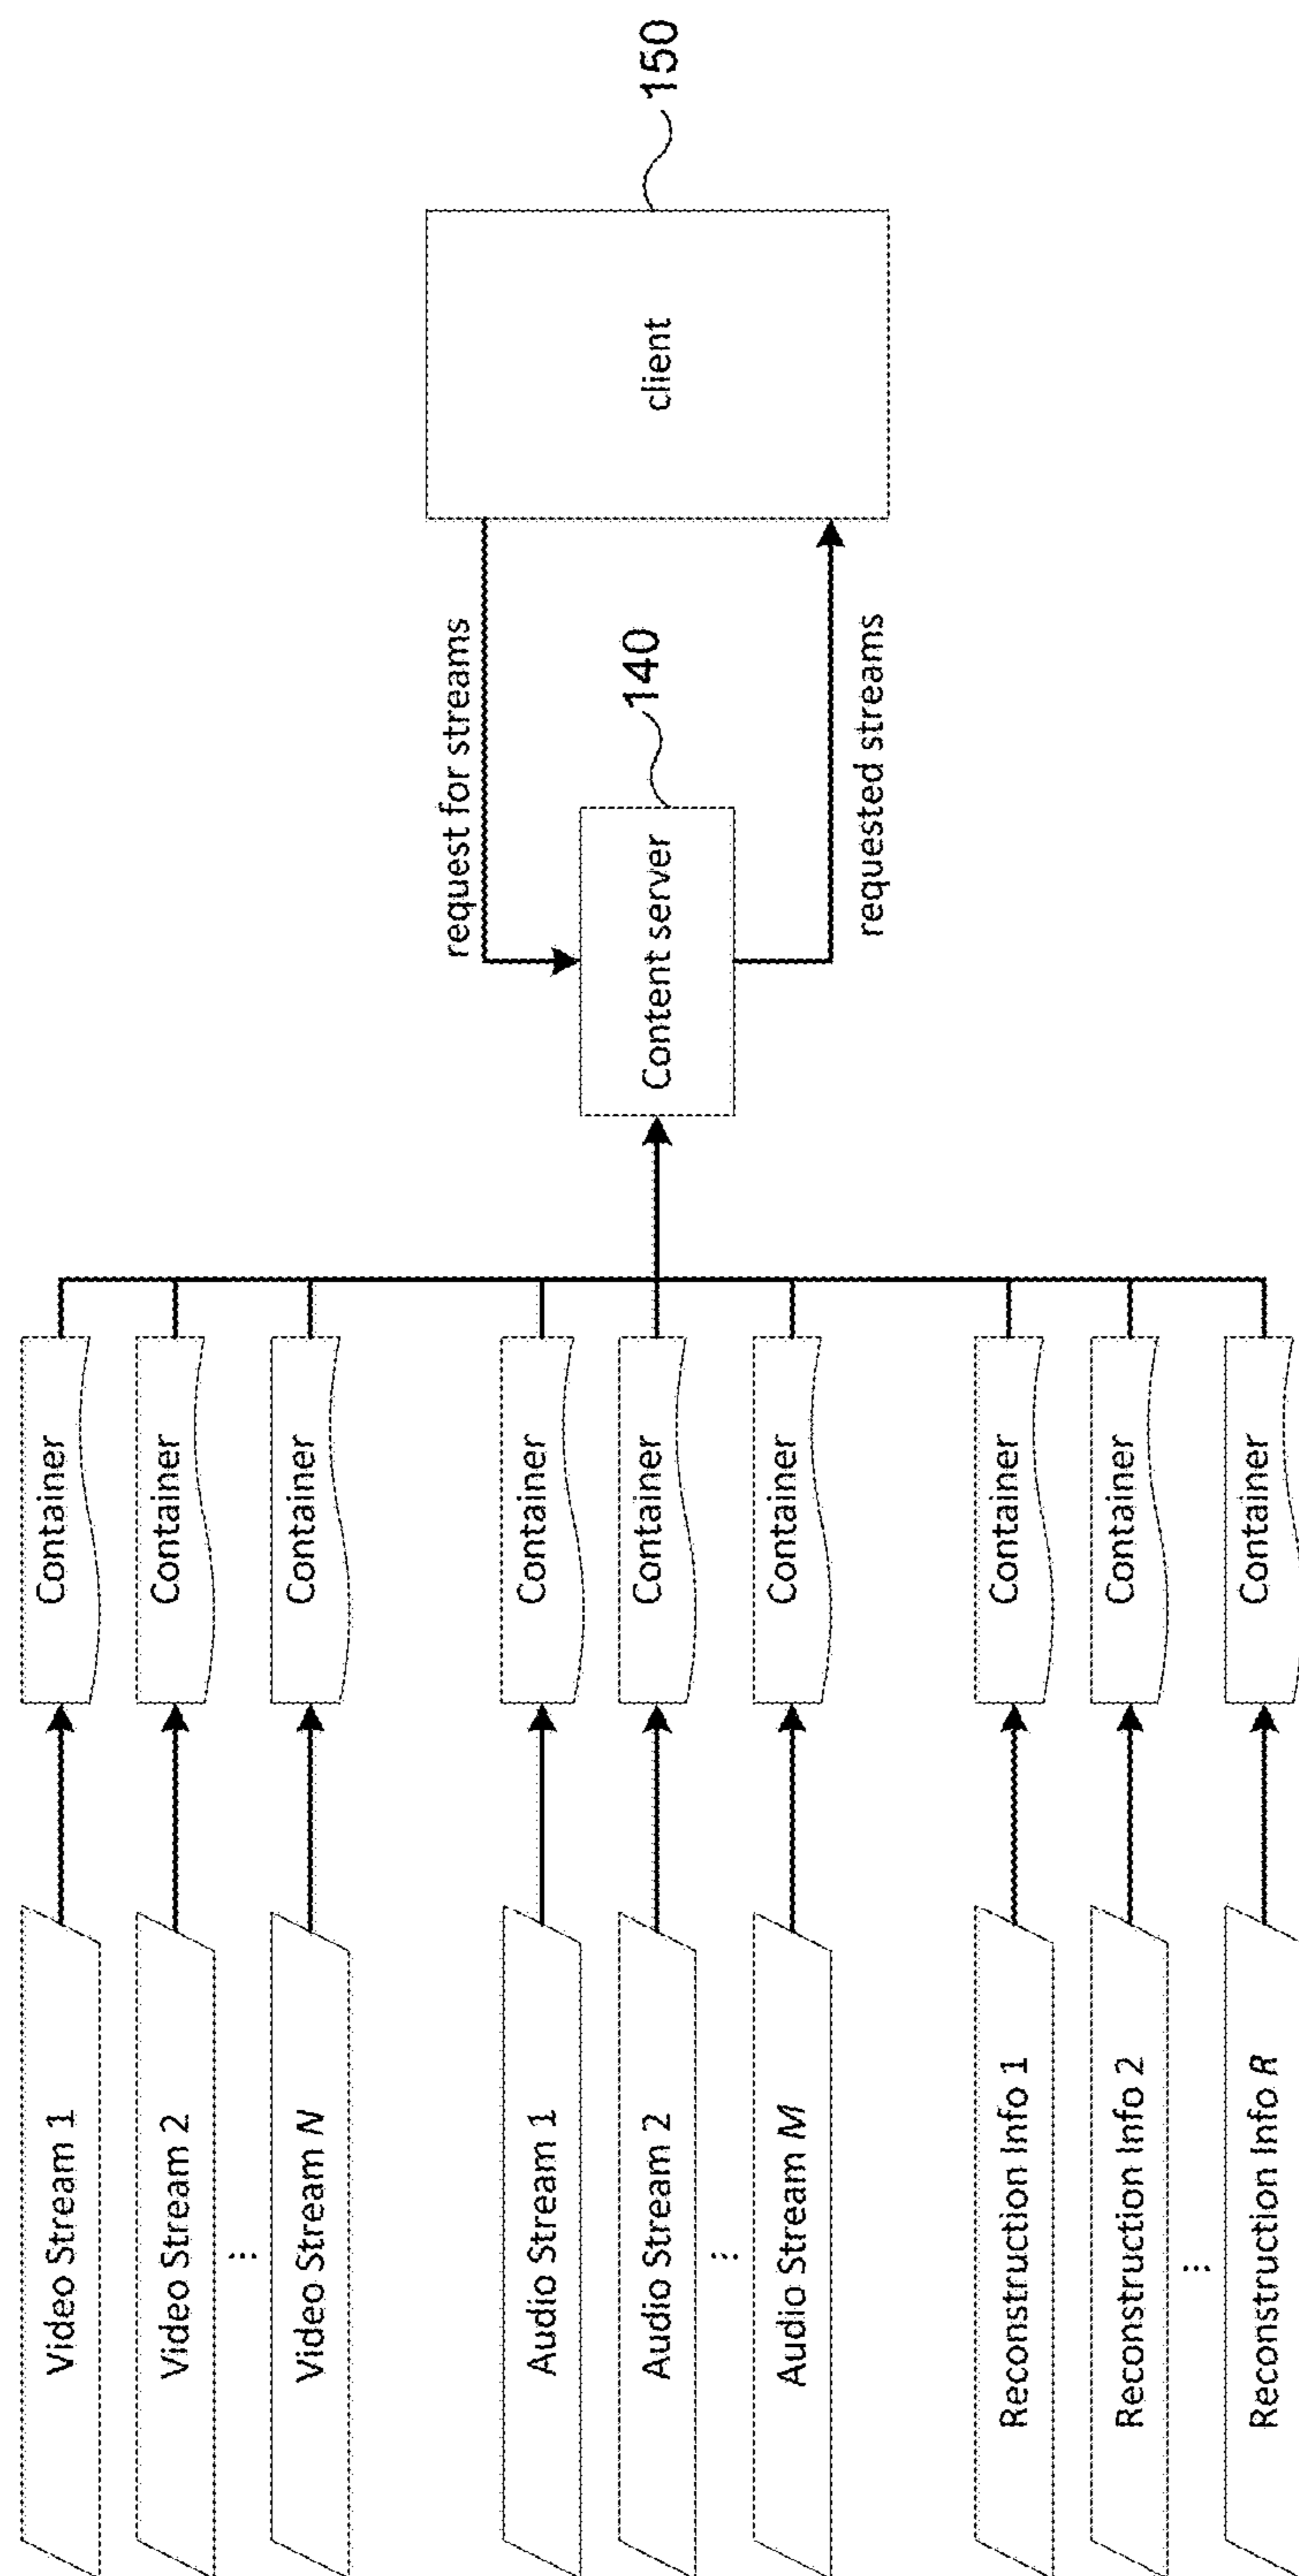 Video Stream 1
Container
Video Stream 2
Container
...
Video Stream N
Container
Audio Stream 1
Container
Audio Stream 2
Container
...
Audio Stream M
Container
Reconstruction Info 1
Container
Reconstruction Info 2
Container
...
Reconstruction Info R
Container
Content server
140
request for streams
requested streams
client
150